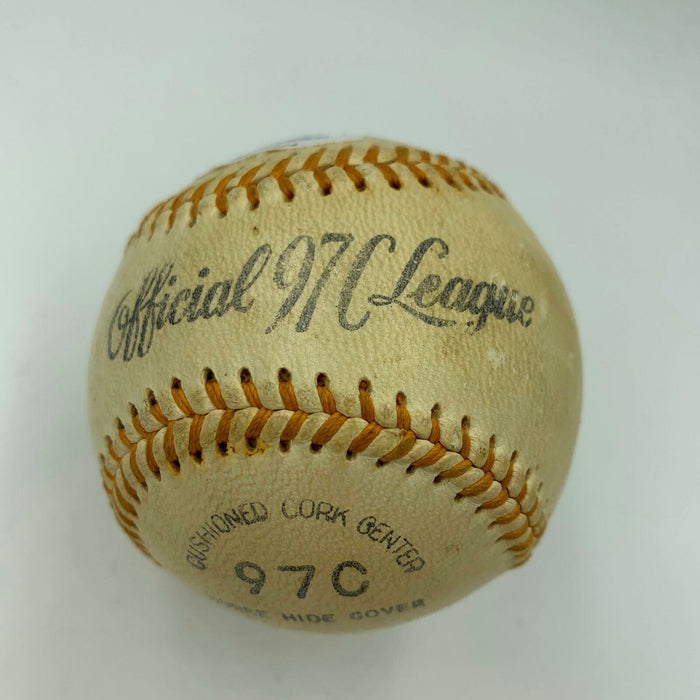 Official 97C League
CUSHIONED CORK CENTER
97C
HIDE COVER